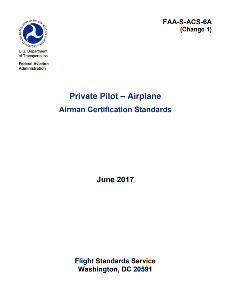 FAA-S-ACS-6A
(Change 1)
U.S. Department
of Transportation
Federal Aviation
Administration
Private Pilot – Airplane
Airman Certification Standards
June 2017
Flight Standards Service
Washington, DC 20591